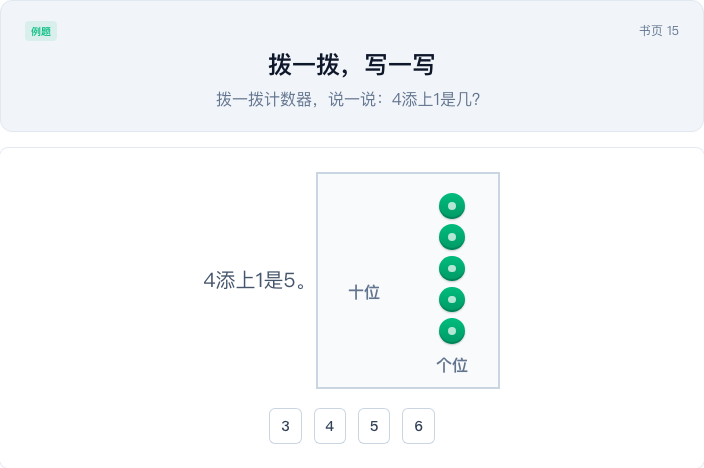 例题
书页 15
拨一拨，写一写
拨一拨计数器，说一说：4添上1是几？
4添上1是5。
十位
个位
3 4 5 6